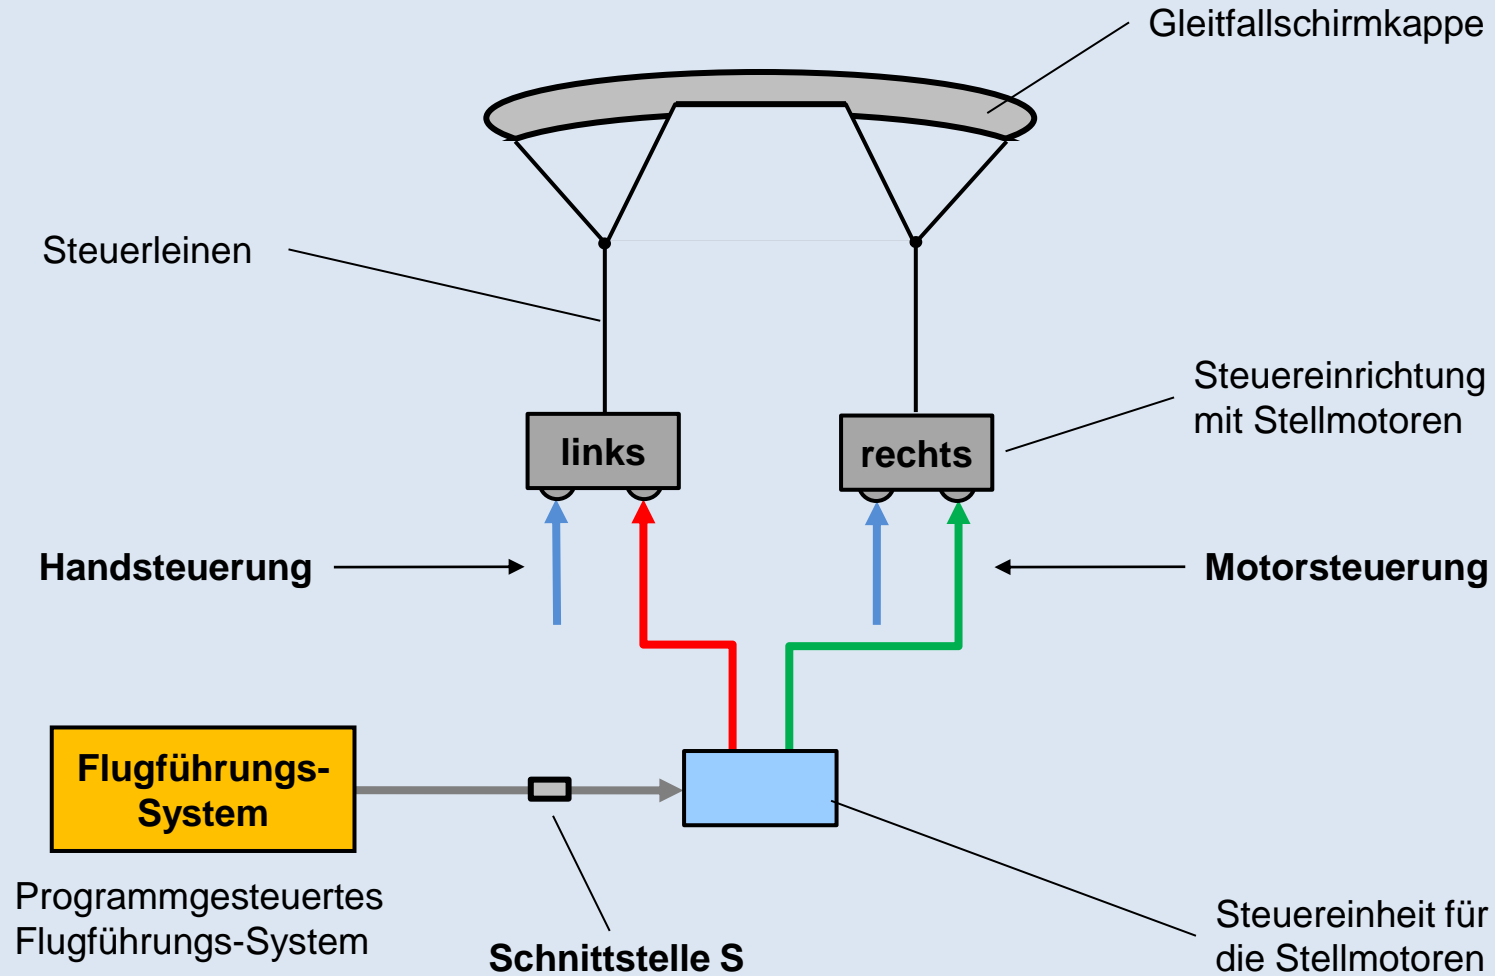 Gleitfallschirmkappe
Steuerleinen
Steuereinrichtung
mit Stellmotoren
links
rechts
Handsteuerung
Motorsteuerung
Flugführungs-
System
Programmgesteuertes
Flugführungs-System
Schnittstelle S
Steuereinheit für
die Stellmotoren